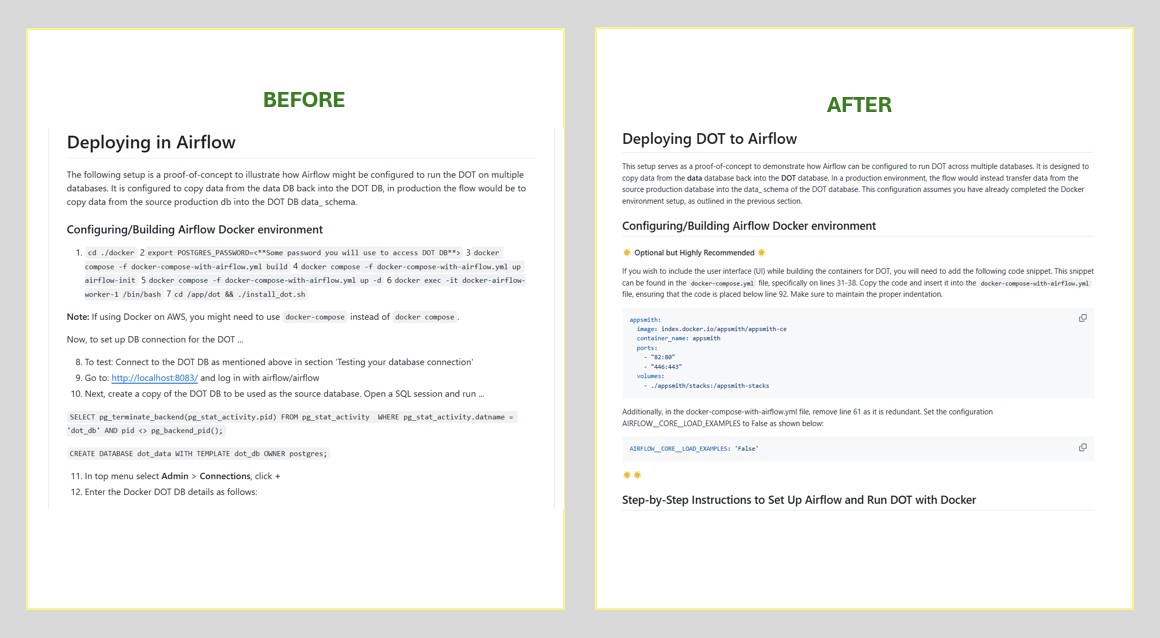 BEFORE
Deploying in Airflow
The following setup is a proof-of-concept to illustrate how Airflow might be configured to run the DOT on multiple
databases. It is configured to copy data from the data DB back into the DOT DB, in production the flow would be to
copy data from the source production db into the DOT DB data_ schema.
Configuring/Building Airflow Docker environment
1. cd ./docker 2 export POSTGRES_PASSWORD=<**Some password you will use to access DOT DB**> 3 docker
compose -f docker-compose-with-airflow.yml build 4 docker compose -f docker-compose-with-airflow.yml up
airflow-init 5 docker compose -f docker-compose-with-airflow.yml up -d 6 docker exec -it docker-airflow-
worker-1 /bin/bash 7 cd /app/dot && ./install_dot.sh
Note: If using Docker on AWS, you might need to use docker-compose instead of docker compose.
Now, to set up DB connection for the DOT ...
8. To test: Connect to the DOT DB as mentioned above in section 'Testing your database connection'
9. Go to: http://localhost:8083/ and log in with airflow/airflow
10. Next, create a copy of the DOT DB to be used as the source database. Open a SQL session and run ...
SELECT pg_terminate_backend(pg_stat_activity.pid) FROM pg_stat_activity  WHERE pg_stat_activity.datname =
'dot_db' AND pid <> pg_backend_pid();
CREATE DATABASE dot_data WITH TEMPLATE dot_db OWNER postgres;
11. In top menu select Admin > Connections, click +
12. Enter the Docker DOT DB details as follows:
AFTER
Deploying DOT to Airflow
This setup serves as a proof-of-concept to demonstrate how Airflow can be configured to run DOT across multiple databases. It is designed to
copy data from the data database back into the DOT database. In a production environment, the flow would instead transfer data from the
source production database into the data_ schema of the DOT database. This configuration assumes you have already completed the Docker
environment setup, as outlined in the previous section.
Configuring/Building Airflow Docker environment
Optional but Highly Recommended
If you wish to include the user interface (UI) while building the containers for DOT, you will need to add the following code snippet. This snippet
can be found in the docker-compose.yml file, specifically on lines 31-38. Copy the code and insert it into the docker-compose-with-airflow.yml
file, ensuring that the code is placed below line 92. Make sure to maintain the proper indentation.
appsmith:
image: index.docker.io/appsmith/appsmith-ce
container_name: appsmith
ports:
- "82:80"
- "446:443"
volumes:
- ./appsmith/stacks:/appsmith-stacks
Additionally, in the docker-compose-with-airflow.yml file, remove line 61 as it is redundant. Set the configuration
AIRFLOW__CORE__LOAD_EXAMPLES to False as shown below:
AIRFLOW__CORE__LOAD_EXAMPLES: 'False'
Step-by-Step Instructions to Set Up Airflow and Run DOT with Docker